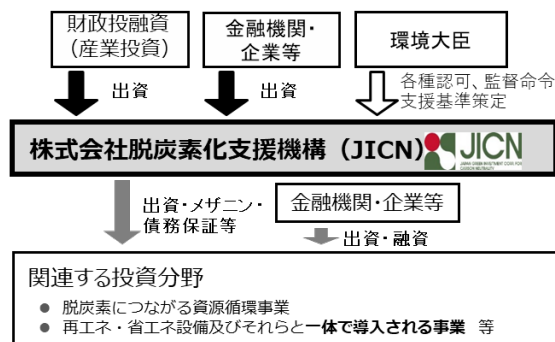 財政投融資
(産業投資)
金融機関・
企業等
環境大臣
出資
出資
各種認可、監督命令
支援基準策定
株式会社脱炭素化支援機構（JICN）
JICN
出資・メザニン・
債務保証等
金融機関・企業等
出資・融資
関連する投資分野
● 脱炭素につながる資源循環事業
● 再エネ・省エネ設備及びそれらと一体で導入される事業 等